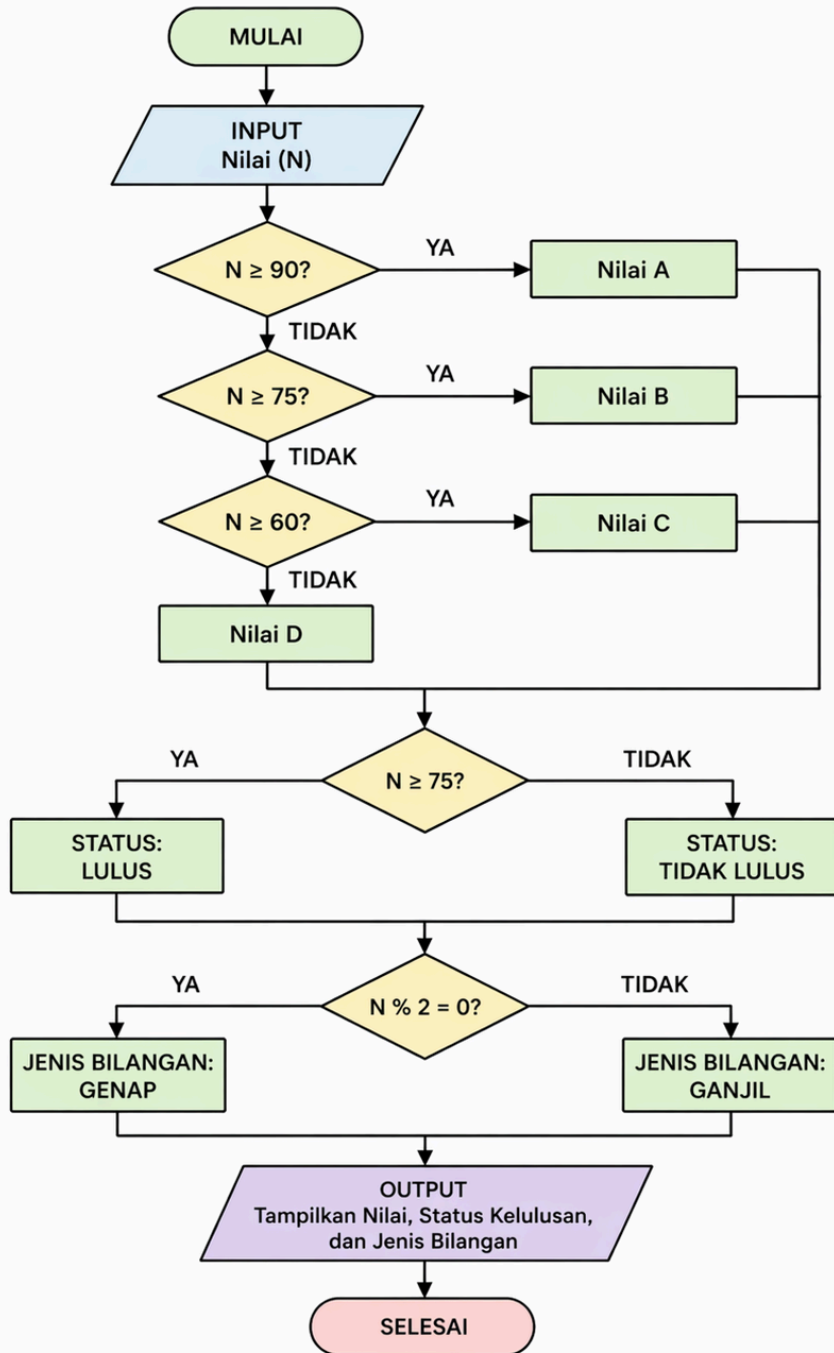 MULAI
INPUT
Nilai (N)
N ≥ 90?
YA
Nilai A
TIDAK
N ≥ 75?
YA
Nilai B
TIDAK
N ≥ 60?
YA
Nilai C
TIDAK
Nilai D
N ≥ 75?
YA
TIDAK
STATUS:
LULUS
STATUS:
TIDAK LULUS
N % 2 = 0?
YA
TIDAK
JENIS BILANGAN:
GENAP
JENIS BILANGAN:
GANJIL
OUTPUT
Tampilkan Nilai, Status Kelulusan,
dan Jenis Bilangan
SELESAI